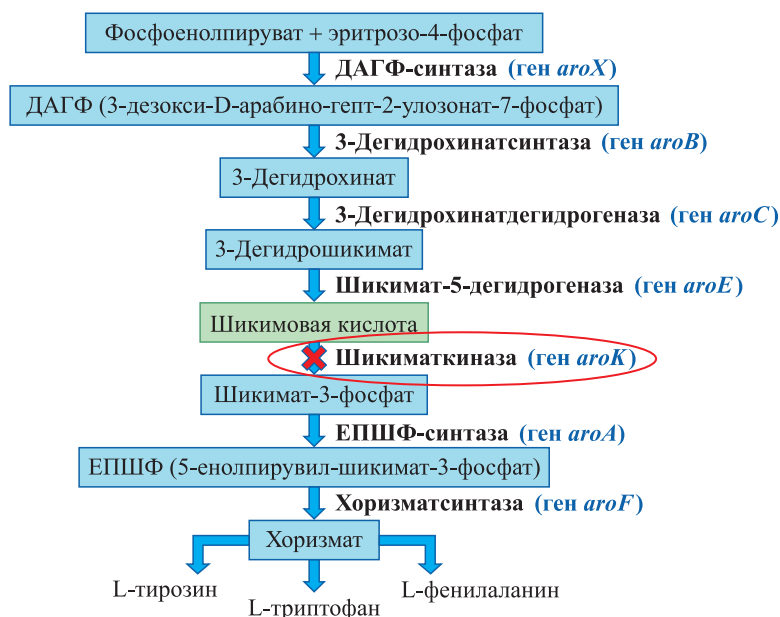 Фосфоенолпируват + эритрозо-4-фосфат
ДАГФ-синтаза (ген aroX)
ДАГФ (3-дезокси-D-арабино-гепт-2-улозонат-7-фосфат)
3-Дегидрохинатсинтаза (ген aroB)
3-Дегидрохинат
3-Дегидрохинатдегидрогеназа (ген aroC)
3-Дегидрошикимат
Шикимат-5-дегидрогеназа (ген aroE)
Шикимовая кислота
Шикиматкиназа (ген aroK)
Шикимат-3-фосфат
ЕПШФ-синтаза (ген aroA)
ЕПШФ (5-енолпирувил-шикимат-3-фосфат)
Хоризматсинтаза (ген aroF)
Хоризмат
L-тирозин
L-триптофан
L-фенилаланин